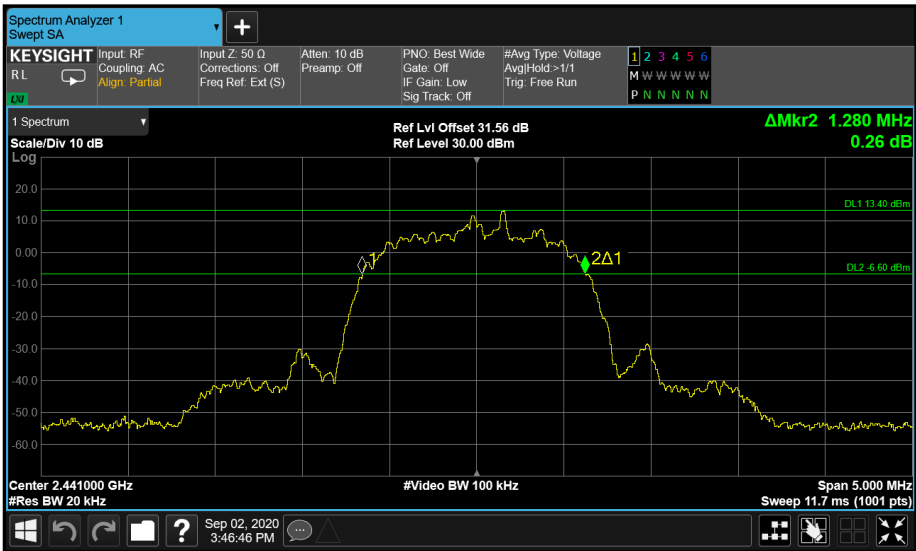 Spectrum Analyzer 1
Swept SA
+
KEYSIGHT
RL
LXI
Input: RF
Coupling: AC
Align: Partial
Input Z: 50 Ω
Corrections: Off
Freq Ref: Ext (S)
Atten: 10 dB
Preamp: Off
PNO: Best Wide
Gate: Off
IF Gain: Low
Sig Track: Off
#Avg Type: Voltage
Avg|Hold:>1/1
Trig: Free Run
1 2 3 4 5 6
M W W W W W
P N N N N N
1 Spectrum
Scale/Div 10 dB
Ref Lvl Offset 31.56 dB
Ref Level 30.00 dBm
ΔMkr2 1.280 MHz
0.26 dB
Log
20.0
DL1 13.40 dBm
10.0
0.00
1
2Δ1
DL2 -6.60 dBm
-10.0
-20.0
-30.0
-40.0
-50.0
-60.0
Center 2.441000 GHz
#Video BW 100 kHz
Span 5.000 MHz
#Res BW 20 kHz
Sweep 11.7 ms (1001 pts)
?
Sep 02, 2020
3:46:46 PM